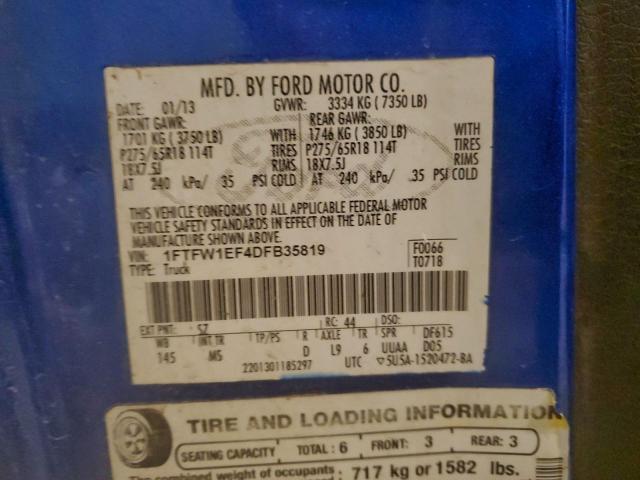 MFD. BY FORD MOTOR CO.
DATE: 01/13 GVWR: 3334 KG ( 7350 LB)
FRONT GAWR: REAR GAWR:
1701 KG ( 3750 LB) WITH 1746 KG ( 3850 LB) WITH
P275/65R18 114T TIRES P275/65R18 114T TIRES
18X7.5J RIMS 18X7.5J RIMS
AT 240 kPa/ 35 PSI COLD AT 240 kPa/ 35 PSI COLD
THIS VEHICLE CONFORMS TO ALL APPLICABLE FEDERAL MOTOR
VEHICLE SAFETY STANDARDS IN EFFECT ON THE DATE OF
MANUFACTURE SHOWN ABOVE.
VIN: 1FTFW1EF4DFB35819 F0066
TYPE: Truck T0718
EXT PNT: SZ RC: 44 DSO:
WB INT TR TP/PS R AXLE TR SPR DF615
145 MS D L9 6 UUAA D05
2201301185297 UTC ▽5U5A-1520472-BA
TIRE AND LOADING INFORMATION
SEATING CAPACITY TOTAL : 6 FRONT: 3 REAR: 3
The combined weight of occupants 717 kg or 1582 lbs.